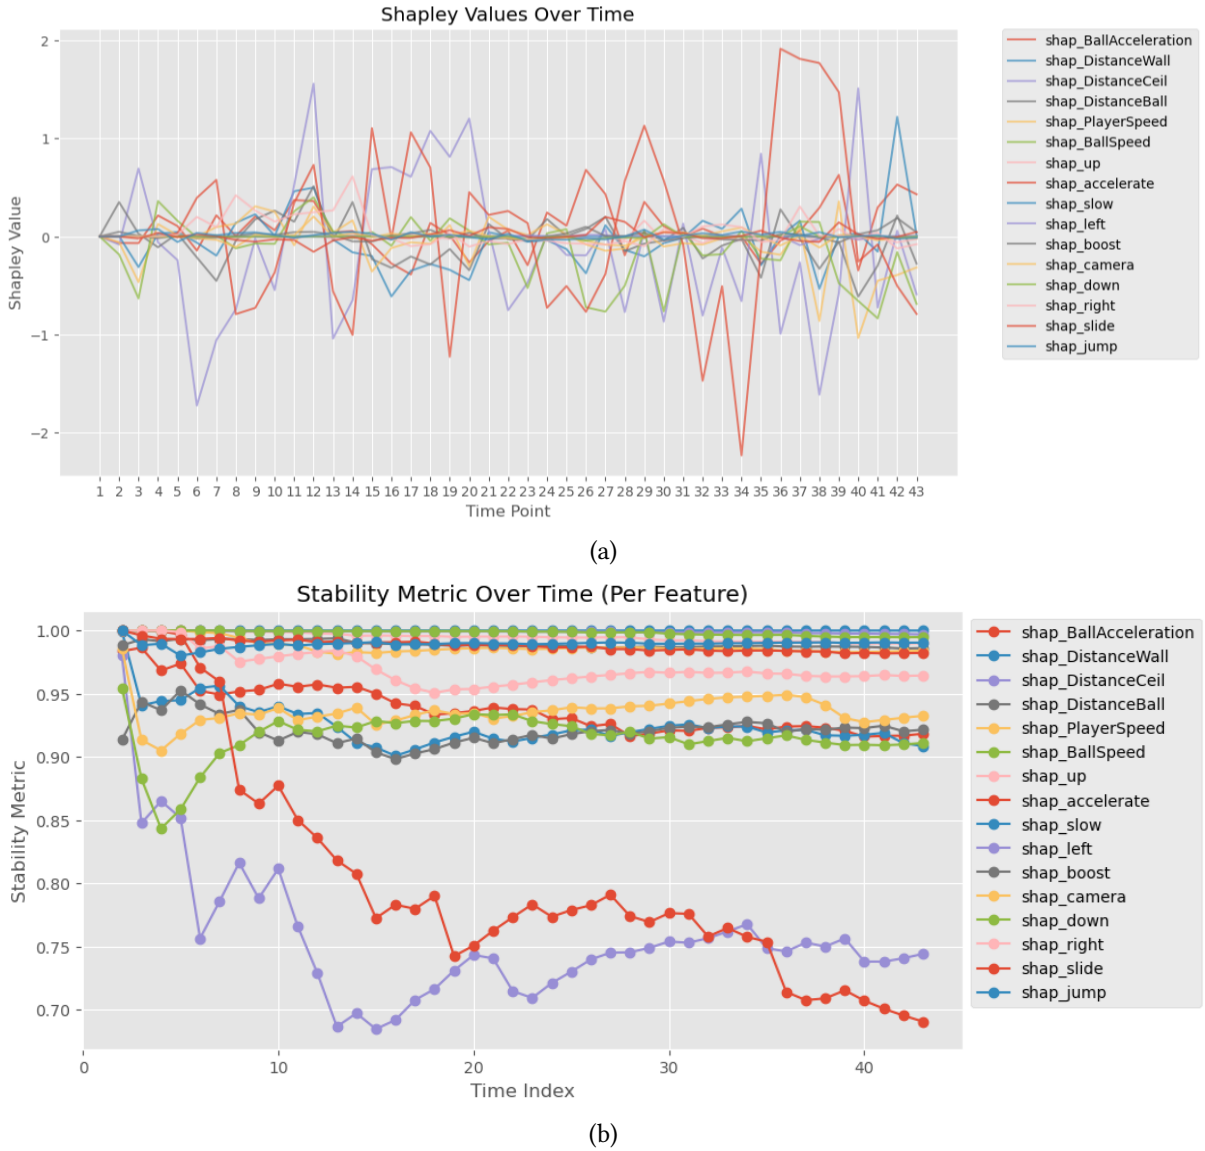 Shapley Values Over Time
2
1
0
−1
−2
Shapley Value
1 2 3 4 5 6 7 8 9 10 11 12 13 14 15 16 17 18 19 20 21 22 23 24 25 26 27 28 29 30 31 32 33 34 35 36 37 38 39 40 41 42 43
Time Point
shap_BallAcceleration
shap_DistanceWall
shap_DistanceCeil
shap_DistanceBall
shap_PlayerSpeed
shap_BallSpeed
shap_up
shap_accelerate
shap_slow
shap_left
shap_boost
shap_camera
shap_down
shap_right
shap_slide
shap_jump
(a)
Stability Metric Over Time (Per Feature)
1.00
0.95
0.90
0.85
0.80
0.75
0.70
Stability Metric
0 10 20 30 40
Time Index
shap_BallAcceleration
shap_DistanceWall
shap_DistanceCeil
shap_DistanceBall
shap_PlayerSpeed
shap_BallSpeed
shap_up
shap_accelerate
shap_slow
shap_left
shap_boost
shap_camera
shap_down
shap_right
shap_slide
shap_jump
(b)